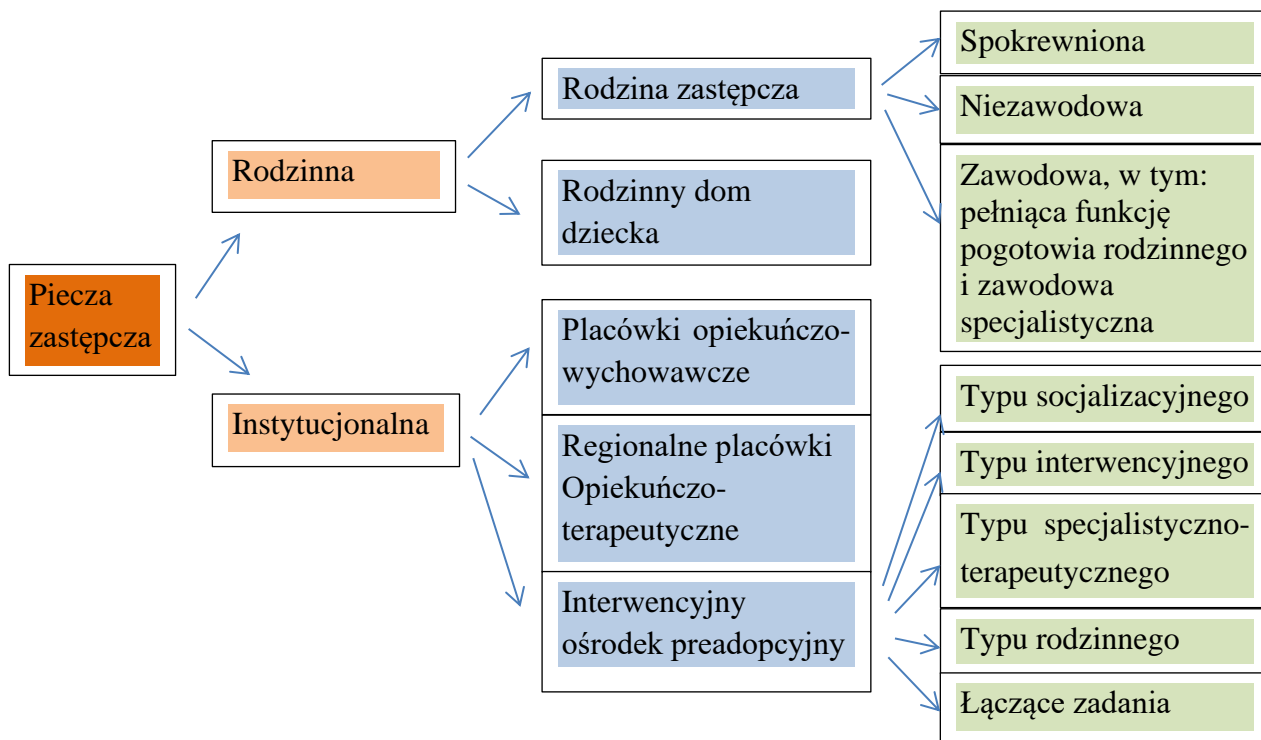 Piecza
zastępcza
Rodzinna
Instytucjonalna
Rodzina zastępcza
Rodzinny dom
dziecka
Placówki opiekuńczo-
wychowawcze
Regionalne placówki
Opiekuńczo-
terapeutyczne
Interwencyjny
ośrodek preadopcyjny
Spokrewniona
Niezawodowa
Zawodowa, w tym:
pełniąca funkcję
pogotowia rodzinnego
i zawodowa
specjalistyczna
Typu socjalizacyjnego
Typu interwencyjnego
Typu specjalistyczno-
terapeutycznego
Typu rodzinnego
Łączące zadania